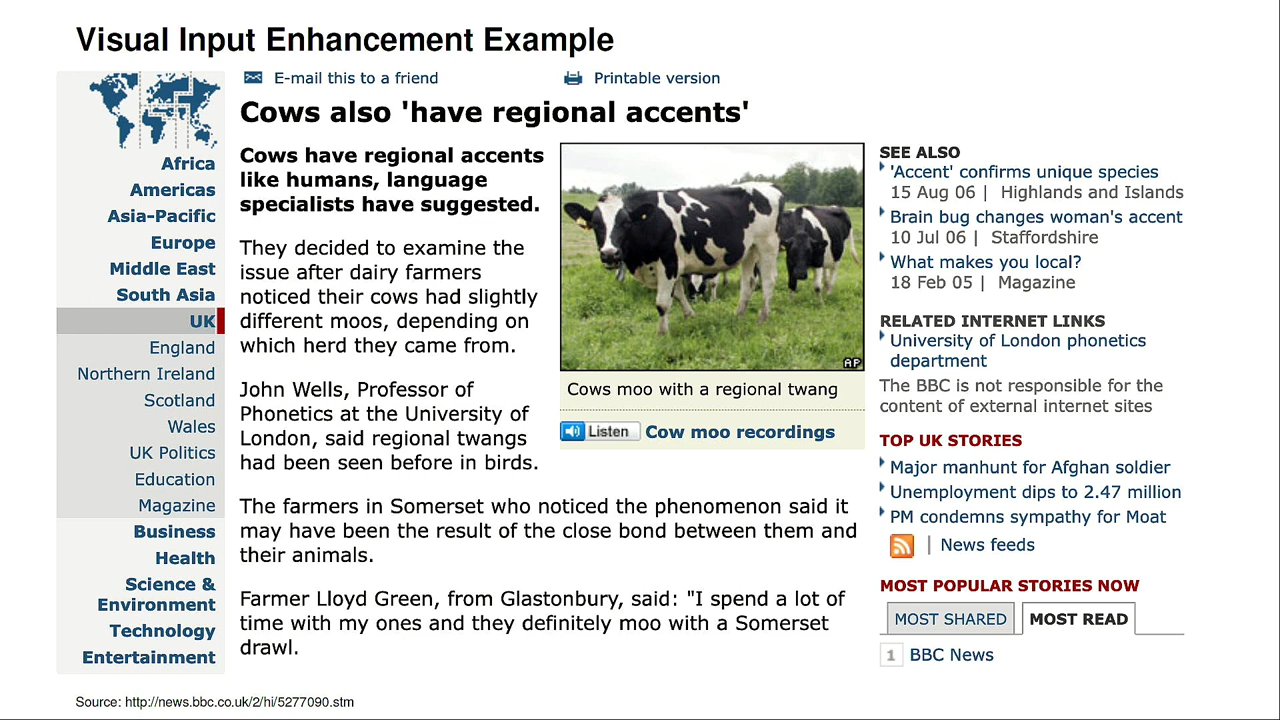 Visual Input Enhancement Example
E-mail this to a friend
Printable version
Cows also 'have regional accents'
Africa
Americas
Asia-Pacific
Europe
Middle East
South Asia
UK
England
Northern Ireland
Scotland
Wales
UK Politics
Education
Magazine
Business
Health
Science &
Environment
Technology
Entertainment
Cows have regional accents
like humans, language
specialists have suggested.
They decided to examine the
issue after dairy farmers
noticed their cows had slightly
different moos, depending on
which herd they came from.
John Wells, Professor of
Phonetics at the University of
London, said regional twangs
had been seen before in birds.
The farmers in Somerset who noticed the phenomenon said it
may have been the result of the close bond between them and
their animals.
Farmer Lloyd Green, from Glastonbury, said: "I spend a lot of
time with my ones and they definitely moo with a Somerset
drawl.
AP
Cows moo with a regional twang
Listen Cow moo recordings
SEE ALSO
'Accent' confirms unique species
15 Aug 06 | Highlands and Islands
Brain bug changes woman's accent
10 Jul 06 | Staffordshire
What makes you local?
18 Feb 05 | Magazine
RELATED INTERNET LINKS
University of London phonetics
department
The BBC is not responsible for the
content of external internet sites
TOP UK STORIES
Major manhunt for Afghan soldier
Unemployment dips to 2.47 million
PM condemns sympathy for Moat
| News feeds
MOST POPULAR STORIES NOW
MOST SHARED MOST READ
1 BBC News
Source: http://news.bbc.co.uk/2/hi/5277090.stm